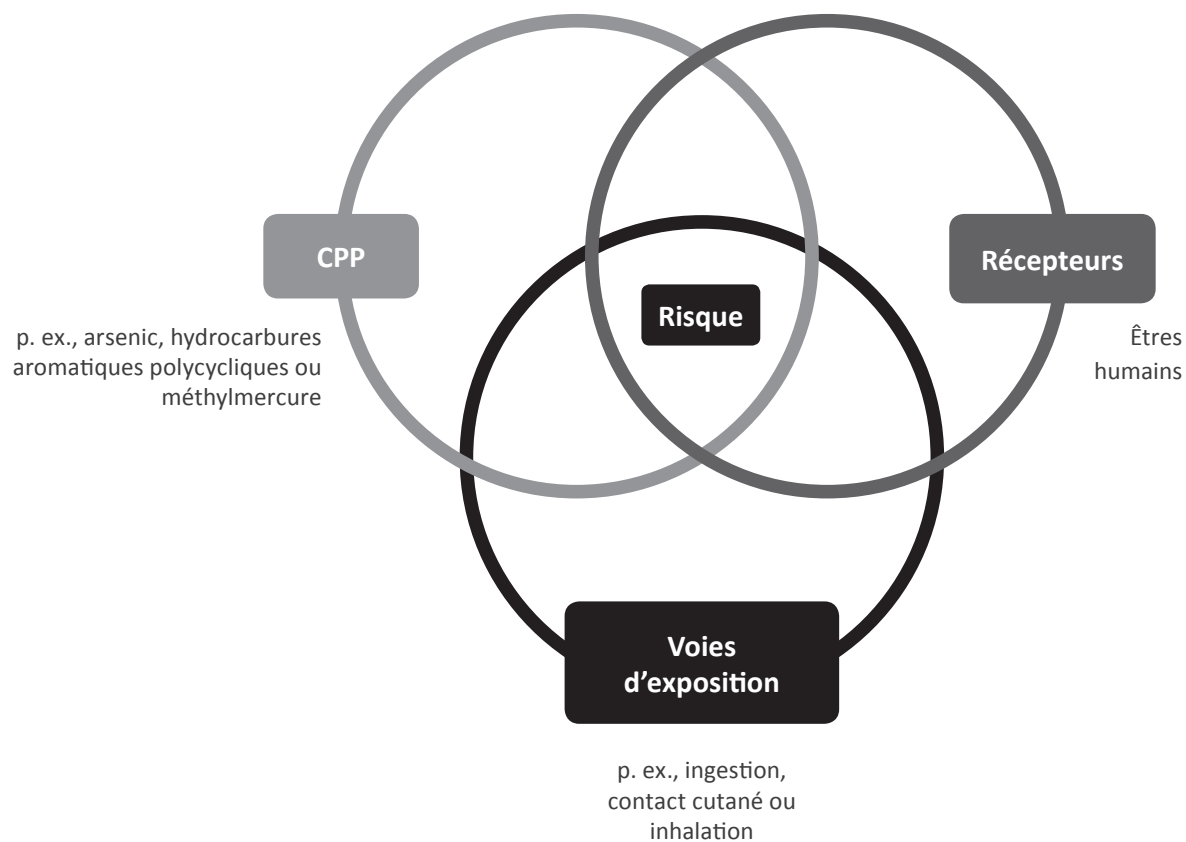 CPP
p. ex., arsenic, hydrocarbures
aromatiques polycycliques ou
méthylmercure
Risque
Récepteurs
Êtres
humains
Voies
d’exposition
p. ex., ingestion,
contact cutané ou
inhalation